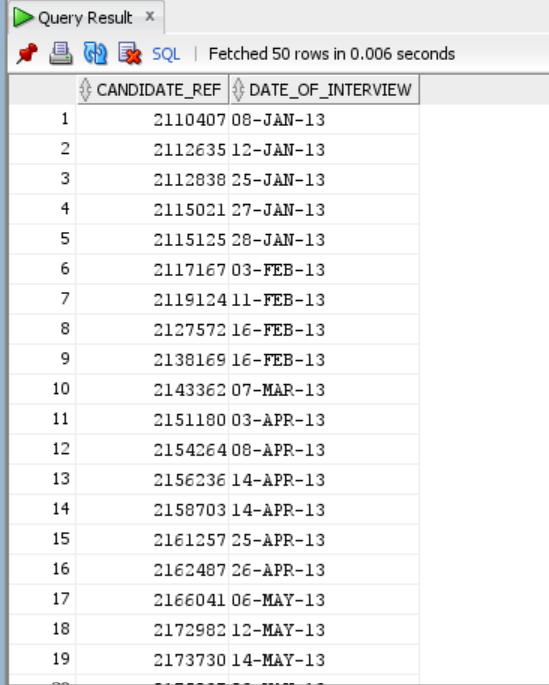 Query Result x
SQL | Fetched 50 rows in 0.006 seconds
CANDIDATE_REF DATE_OF_INTERVIEW
1 2110407 08-JAN-13
2 2112635 12-JAN-13
3 2112838 25-JAN-13
4 2115021 27-JAN-13
5 2115125 28-JAN-13
6 2117167 03-FEB-13
7 2119124 11-FEB-13
8 2127572 16-FEB-13
9 2138169 16-FEB-13
10 2143362 07-MAR-13
11 2151180 03-APR-13
12 2154264 08-APR-13
13 2156236 14-APR-13
14 2158703 14-APR-13
15 2161257 25-APR-13
16 2162487 26-APR-13
17 2166041 06-MAY-13
18 2172982 12-MAY-13
19 2173730 14-MAY-13